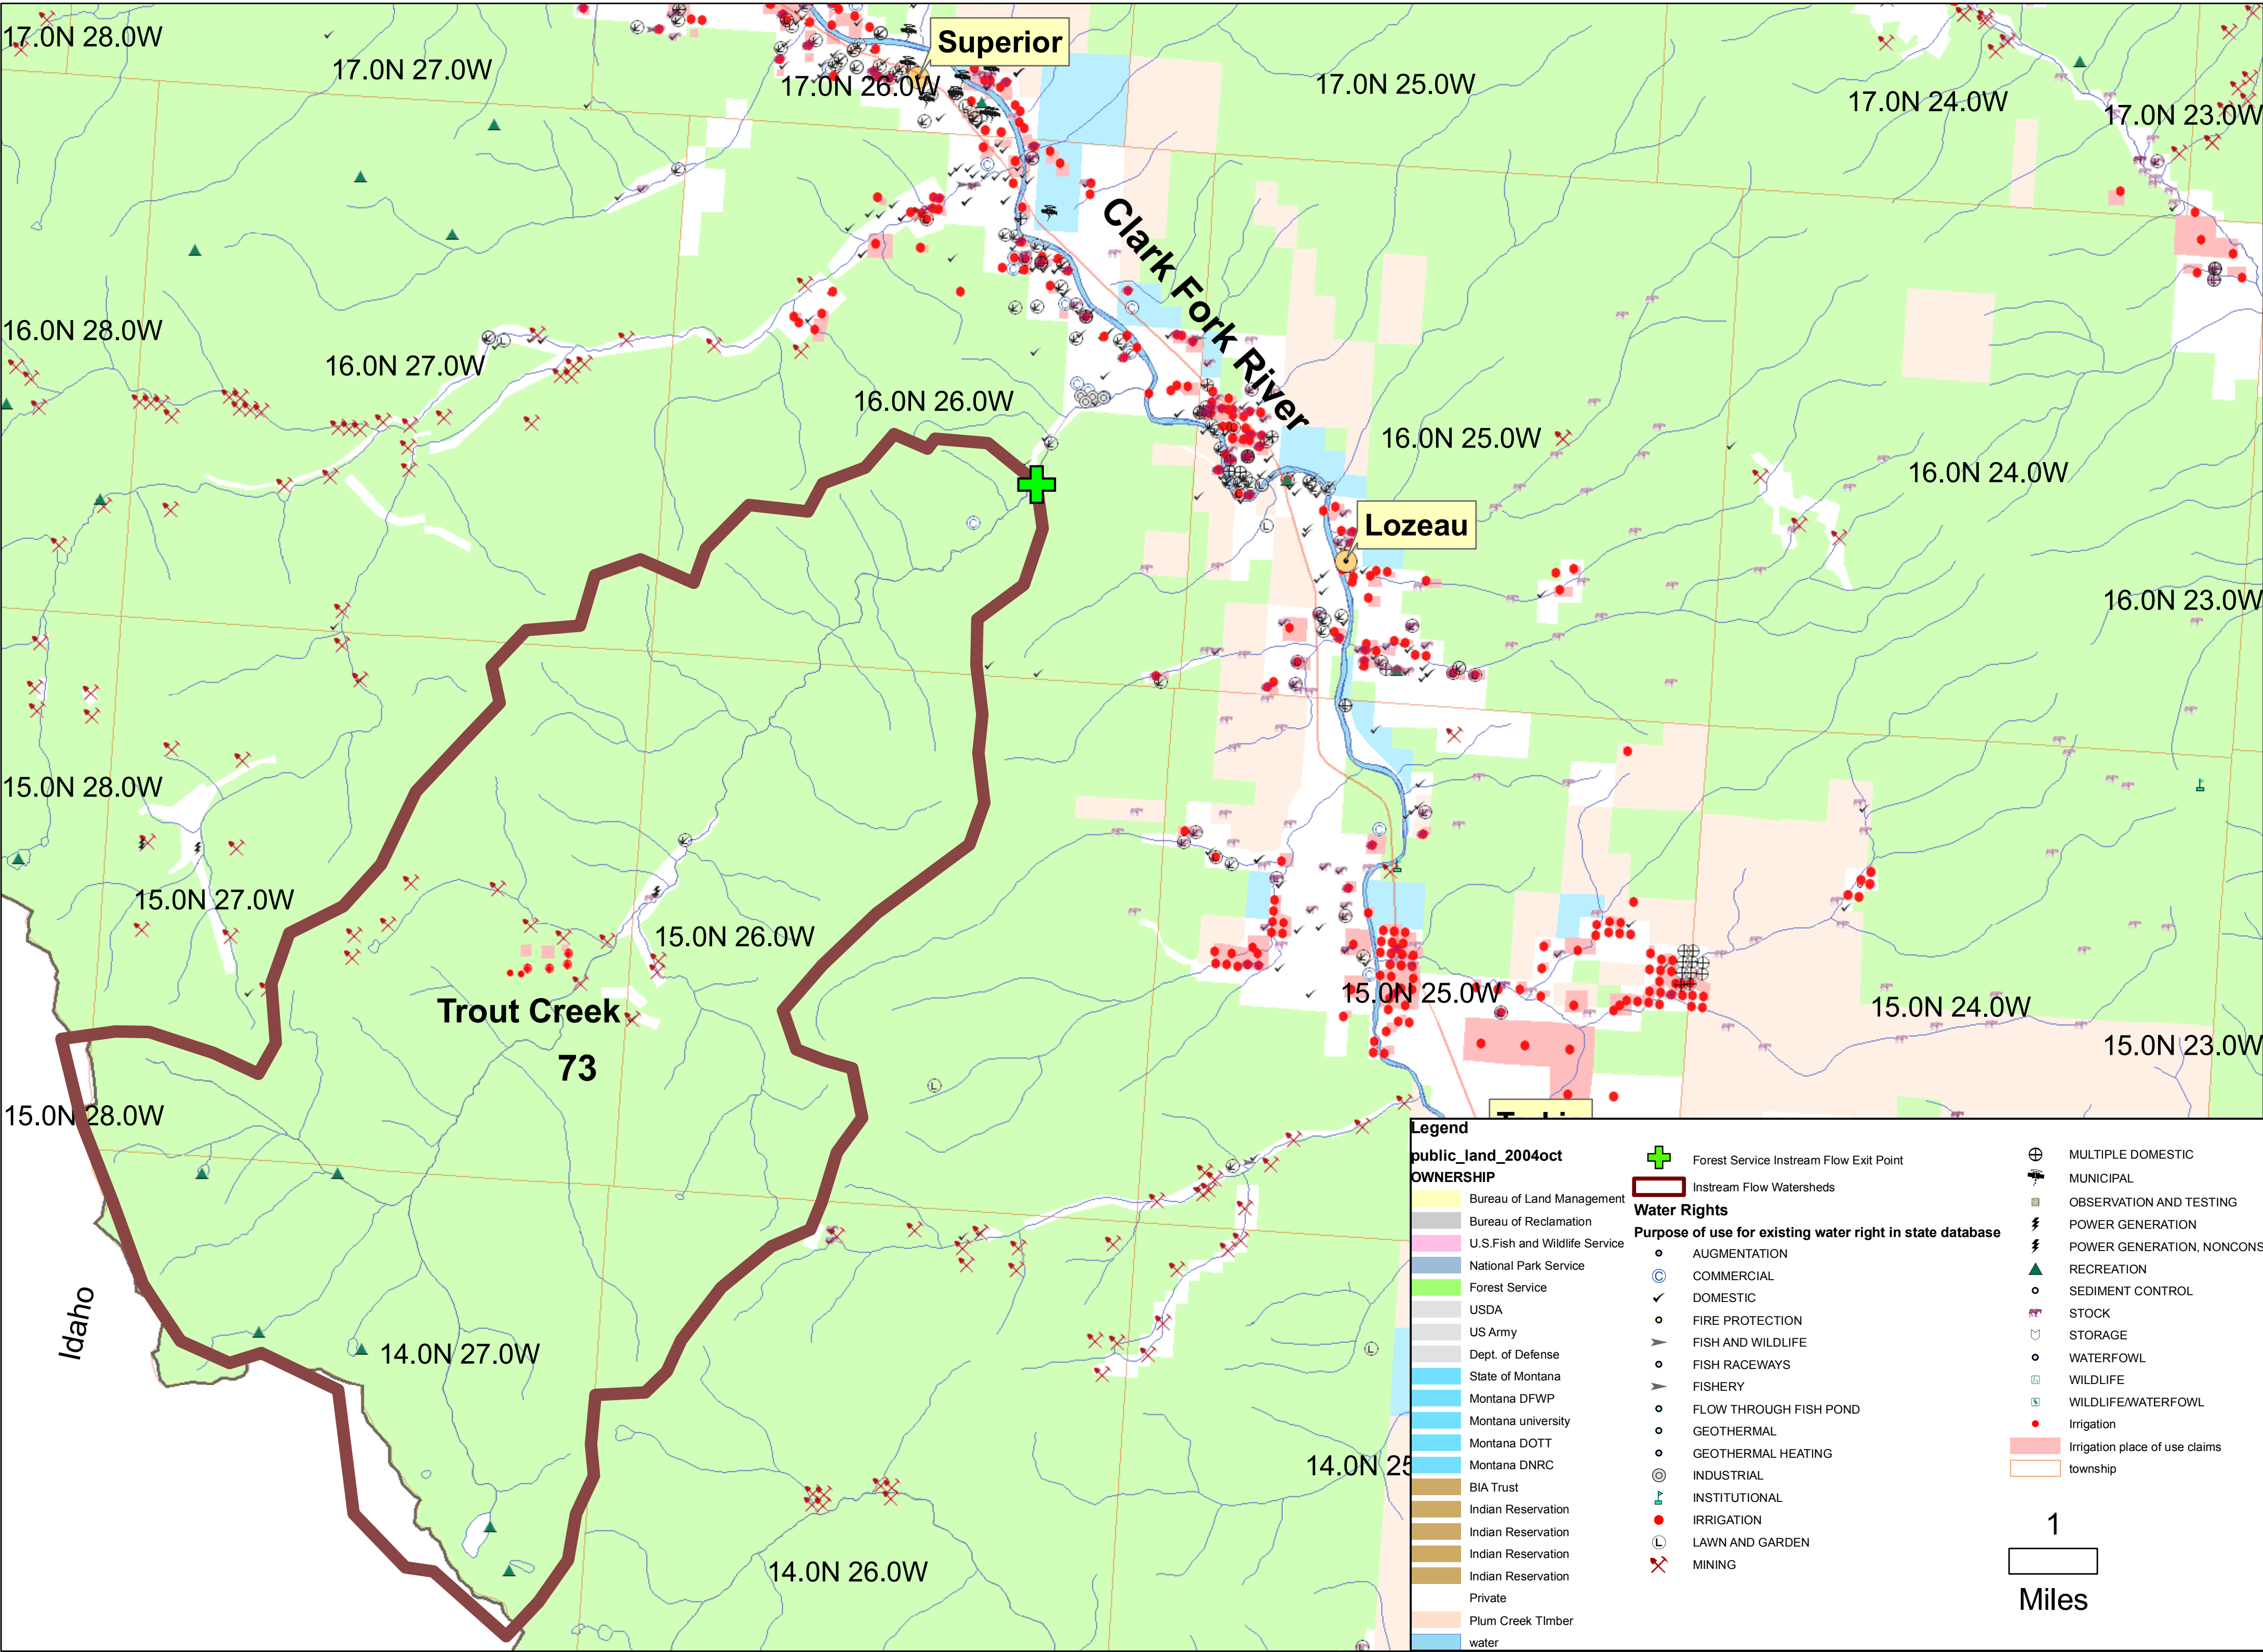 Superior
17.0N 28.0W
17.0N 27.0W
17.0N 26.0W
17.0N 25.0W
17.0N 24.0W
17.0N 23.0W
Clark Fork River
16.0N 28.0W
16.0N 27.0W
16.0N 26.0W
16.0N 25.0W
16.0N 24.0W
Lozeau
16.0N 23.0W
15.0N 28.0W
15.0N 27.0W
15.0N 26.0W
15.0N 25.0W
15.0N 24.0W
15.0N 23.0W
Trout Creek
73
15.0N 28.0W
Idaho
14.0N 27.0W
14.0N 25
14.0N 26.0W
Legend
public_land_2004oct
OWNERSHIP
Bureau of Land Management
Bureau of Reclamation
U.S.Fish and Wildlife Service
National Park Service
Forest Service
USDA
US Army
Dept. of Defense
State of Montana
Montana DFWP
Montana university
Montana DOTT
Montana DNRC
BIA Trust
Indian Reservation
Indian Reservation
Indian Reservation
Indian Reservation
Private
Plum Creek TImber
water
Forest Service Instream Flow Exit Point
Instream Flow Watersheds
Water Rights
Purpose of use for existing water right in state database
AUGMENTATION
COMMERCIAL
DOMESTIC
FIRE PROTECTION
FISH AND WILDLIFE
FISH RACEWAYS
FISHERY
FLOW THROUGH FISH POND
GEOTHERMAL
GEOTHERMAL HEATING
INDUSTRIAL
INSTITUTIONAL
IRRIGATION
LAWN AND GARDEN
MINING
MULTIPLE DOMESTIC
MUNICIPAL
OBSERVATION AND TESTING
POWER GENERATION
POWER GENERATION, NONCONS
RECREATION
SEDIMENT CONTROL
STOCK
STORAGE
WATERFOWL
WILDLIFE
WILDLIFE/WATERFOWL
Irrigation
Irrigation place of use claims
township
1
Miles